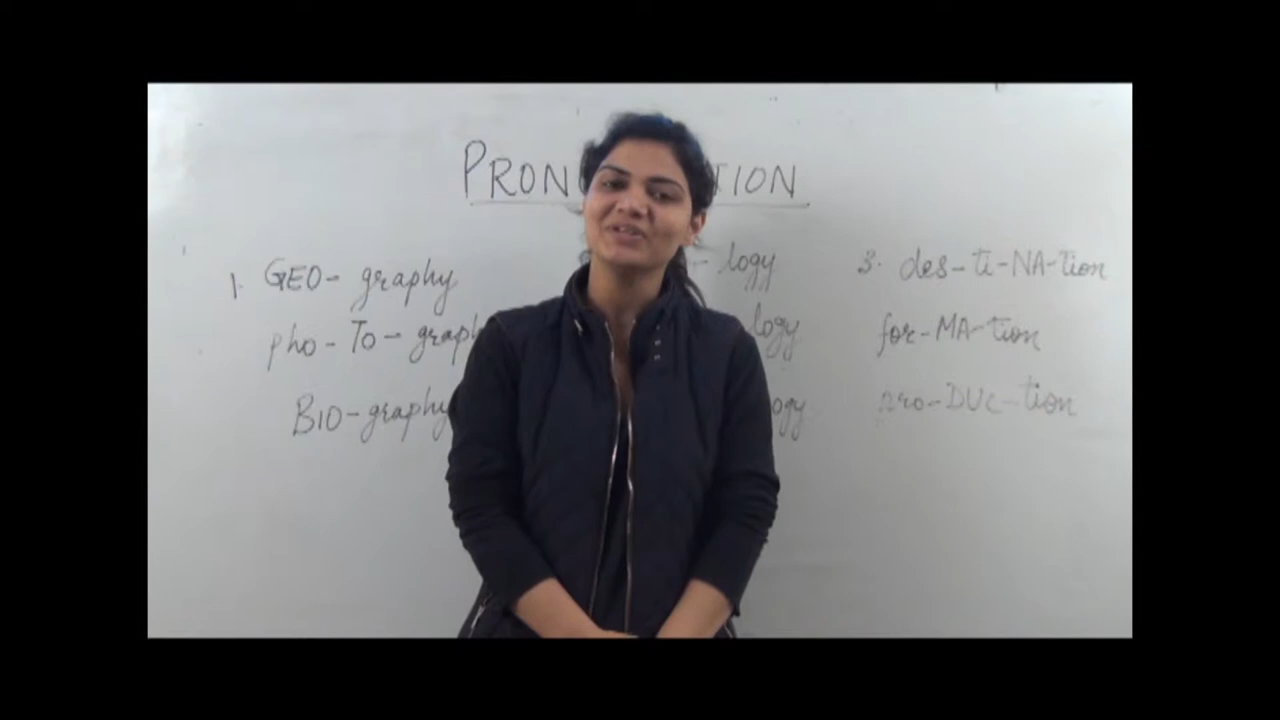 PRON TION
1. GEO- graphy
pho-To-graph
BIO-graphy
- logy
logy
ogy
3. des-ti-NA-tion
for-MA-tion
pro-DUc-tion